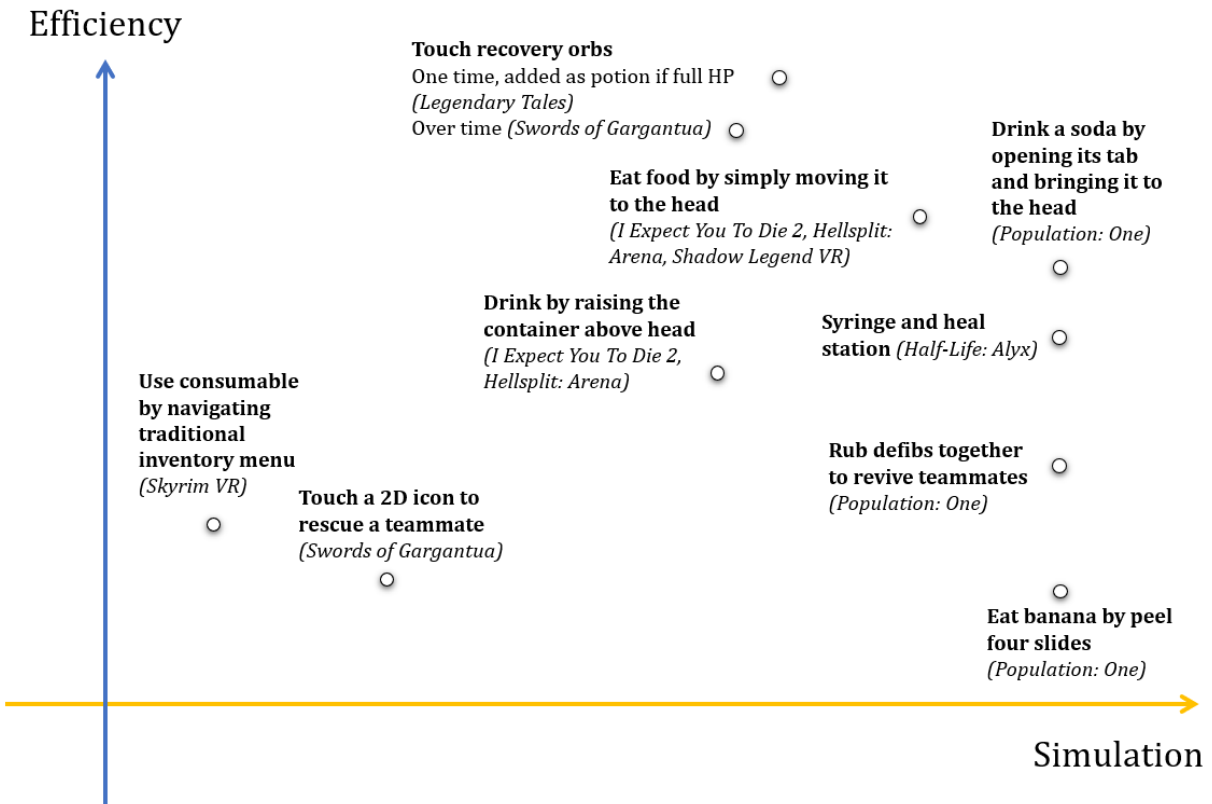 Efficiency
Touch recovery orbs
One time, added as potion if full HP
(Legendary Tales)
Over time (Swords of Gargantua)
Drink a soda by
opening its tab
and bringing it to
the head
(Population: One)
Eat food by simply moving it
to the head
(I Expect You To Die 2, Hellsplit:
Arena, Shadow Legend VR)
Drink by raising the
container above head
(I Expect You To Die 2,
Hellsplit: Arena)
Syringe and heal
station (Half-Life: Alyx)
Use consumable
by navigating
traditional
inventory menu
(Skyrim VR)
Touch a 2D icon to
rescue a teammate
(Swords of Gargantua)
Rub defibs together
to revive teammates
(Population: One)
Eat banana by peel
four slides
(Population: One)
Simulation